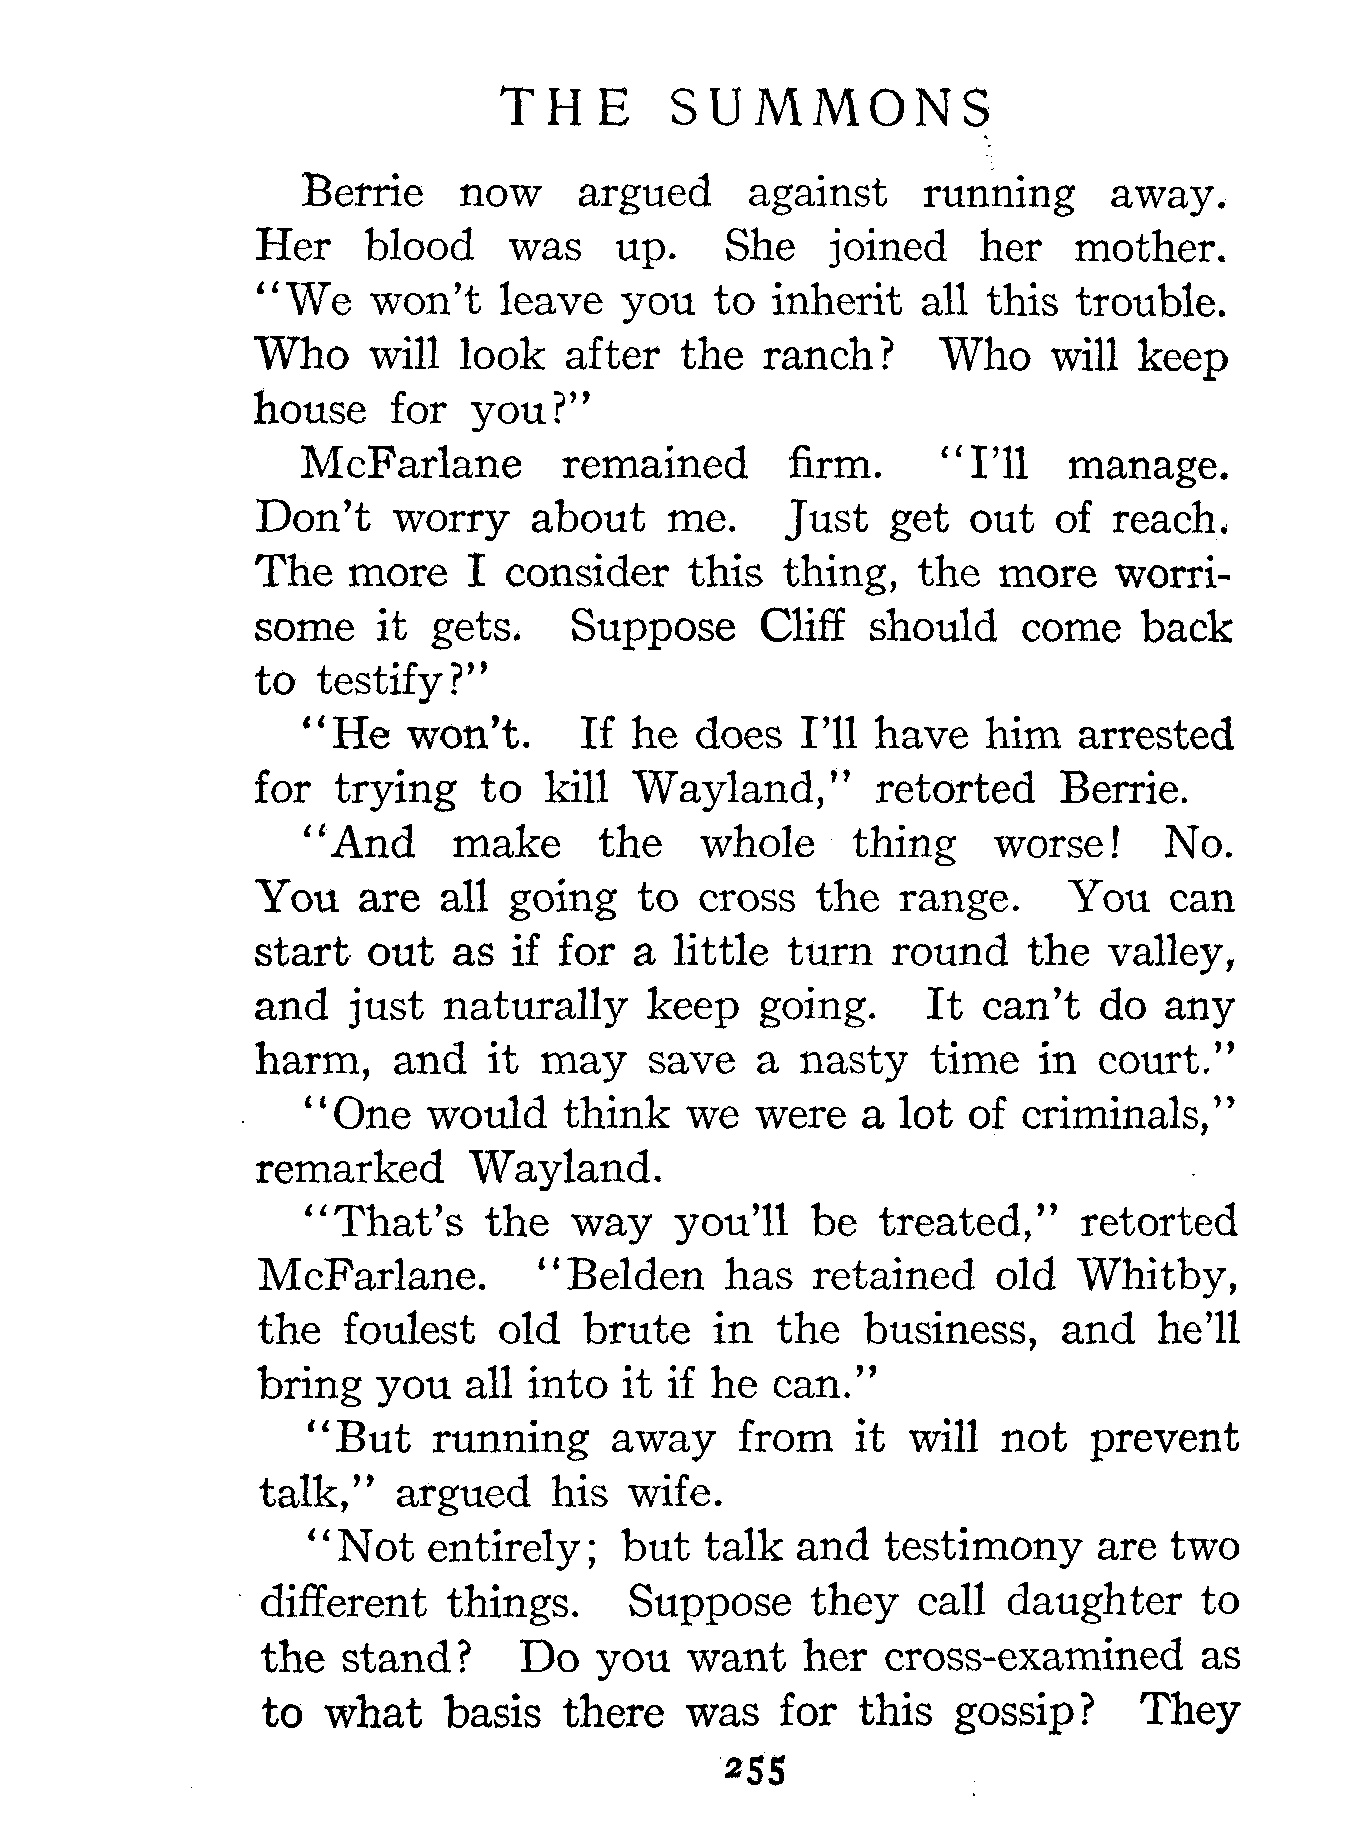 THE SUMMONS
Berrie now argued against running away.
Her blood was up. She joined her mother.
"We won't leave you to inherit all this trouble.
Who will look after the ranch? Who will keep
house for you?"
McFarlane remained firm. "I'll manage.
Don't worry about me. Just get out of reach.
The more I consider this thing, the more worri-
some it gets. Suppose Cliff should come back
to testify?"
"He won't. If he does I'll have him arrested
for trying to kill Wayland," retorted Berrie.
"And make the whole thing worse! No.
You are all going to cross the range. You can
start out as if for a little turn round the valley,
and just naturally keep going. It can't do any
harm, and it may save a nasty time in court."
"One would think we were a lot of criminals,"
remarked Wayland.
"That's the way you'll be treated," retorted
McFarlane. "Belden has retained old Whitby,
the foulest old brute in the business, and he'll
bring you all into it if he can."
"But running away from it will not prevent
talk," argued his wife.
"Not entirely; but talk and testimony are two
different things. Suppose they call daughter to
the stand? Do you want her cross-examined as
to what basis there was for this gossip? They
255